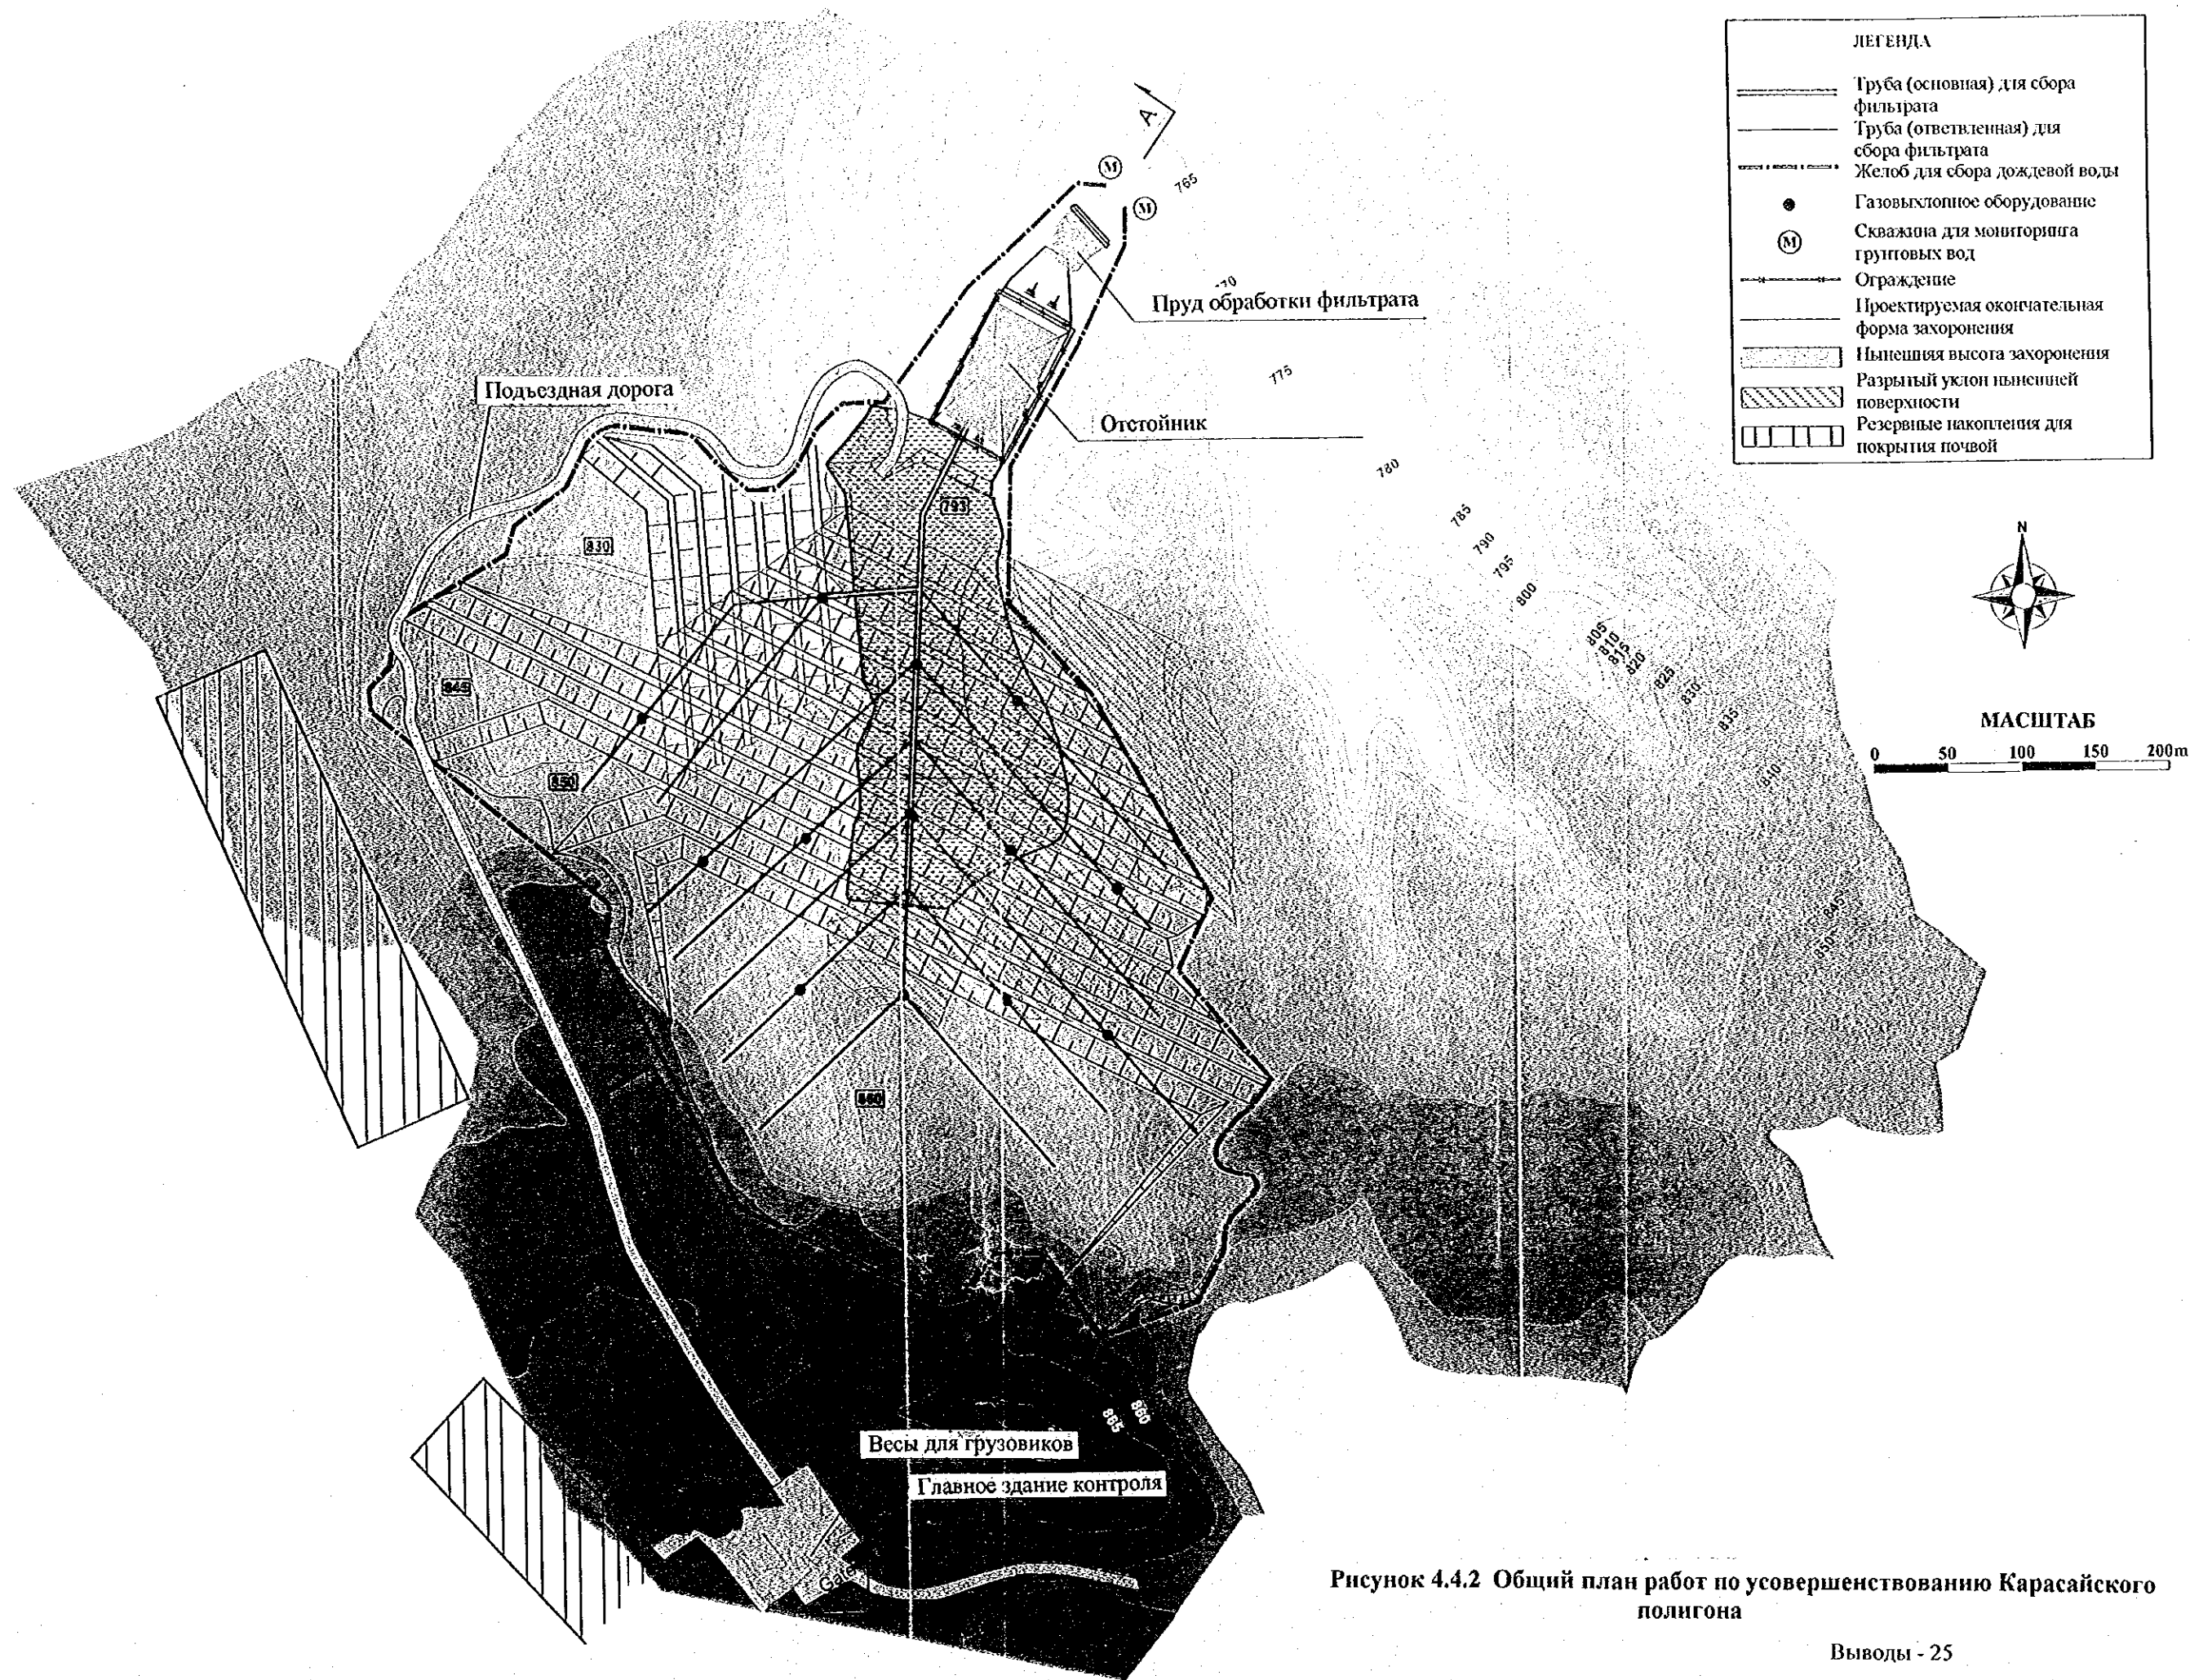 ЛЕГЕНДА
Труба (основная) для сбора
фильтрата
Труба (ответвленная) для
сбора фильтрата
Желоб для сбора дождевой воды
Газовыхлопное оборудование
М
Скважина для мониторинга
грунтовых вод
Ограждение
Проектируемая окончательная
форма захоронения
Нынешняя высота захоронения
Разрытый уклон нынешней
поверхности
Резервные накопления для
покрытия почвой
A
М
М
765
Пруд обработки фильтрата
775
Подъездная дорога
Отстойник
780
793
785
830
790
795
800
N
805
810
815
820
825
830
835
845
МАСШТАБ
0 50 100 150 200m
850
860
865
860
Весы для грузовиков
Главное здание контроля
Gate
Рисунок 4.4.2 Общий план работ по усовершенствованию Карасайского
полигона
Выводы - 25